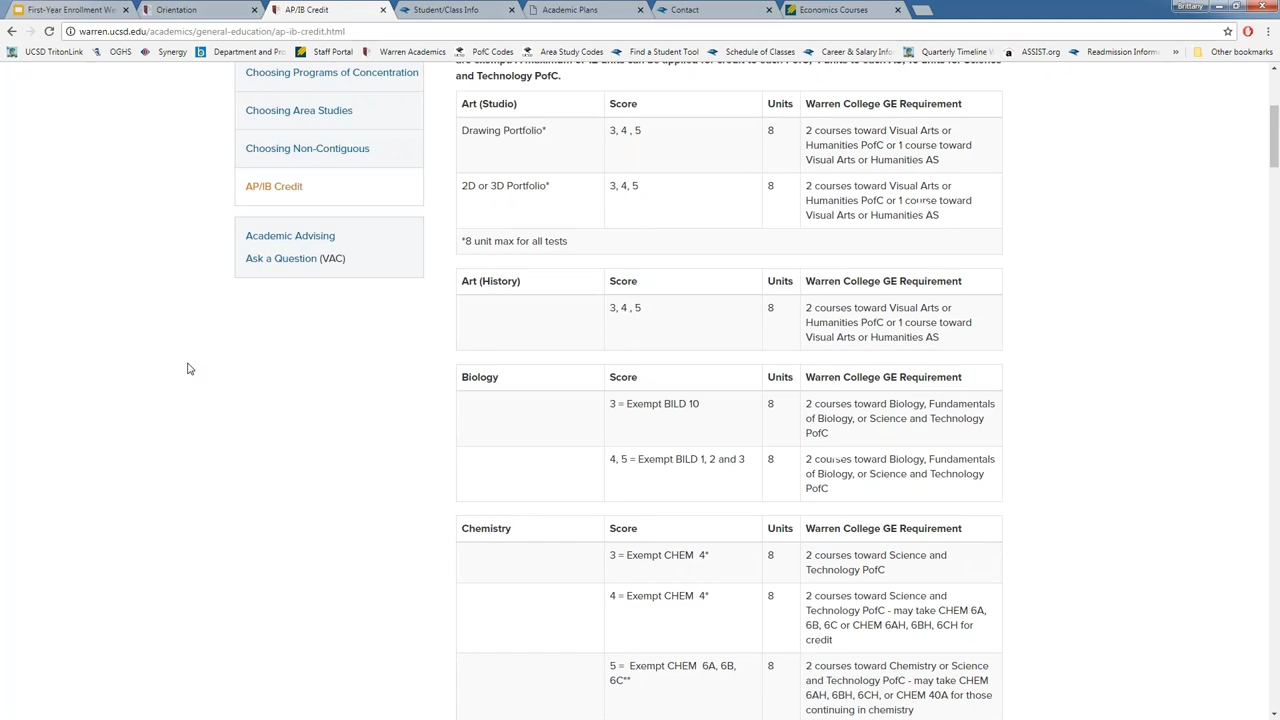 First-Year Enrollment We
Orientation
AP/IB Credit
Student/Class Info
Academic Plans
Contact
Economics Courses
Brittany
warren.ucsd.edu/academics/general-education/ap-ib-credit.html
UCSD TritonLink
OGHS
Synergy
Department and Pro
Staff Portal
Warren Academics
PofC Codes
Area Study Codes
Find a Student Tool
Schedule of Classes
Career & Salary Info
Quarterly Timeline
ASSIST.org
Readmission Inform
»
Other bookmarks
Choosing Programs of Concentration
Choosing Area Studies
Choosing Non-Contiguous
AP/IB Credit
Academic Advising
Ask a Question (VAC)
and Technology PofC.
Art (Studio) Score Units Warren College GE Requirement
Drawing Portfolio* 3, 4 , 5 8 2 courses toward Visual Arts or
Humanities PofC or 1 course toward
Visual Arts or Humanities AS
2D or 3D Portfolio* 3, 4, 5 8 2 courses toward Visual Arts or
Humanities PofC or 1 course toward
Visual Arts or Humanities AS
*8 unit max for all tests
Art (History) Score Units Warren College GE Requirement
3, 4 , 5 8 2 courses toward Visual Arts or
Humanities PofC or 1 course toward
Visual Arts or Humanities AS
Biology Score Units Warren College GE Requirement
3 = Exempt BILD 10 8 2 courses toward Biology, Fundamentals
of Biology, or Science and Technology
PofC
4, 5 = Exempt BILD 1, 2 and 3 8 2 courses toward Biology, Fundamentals
of Biology, or Science and Technology
PofC
Chemistry Score Units Warren College GE Requirement
3 = Exempt CHEM 4* 8 2 courses toward Science and
Technology PofC
4 = Exempt CHEM 4* 8 2 courses toward Science and
Technology PofC - may take CHEM 6A,
6B, 6C or CHEM 6AH, 6BH, 6CH for
credit
5 = Exempt CHEM 6A, 6B, 8 2 courses toward Chemistry or Science
6C** and Technology PofC - may take CHEM
6AH, 6BH, 6CH, or CHEM 40A for those
continuing in chemistry